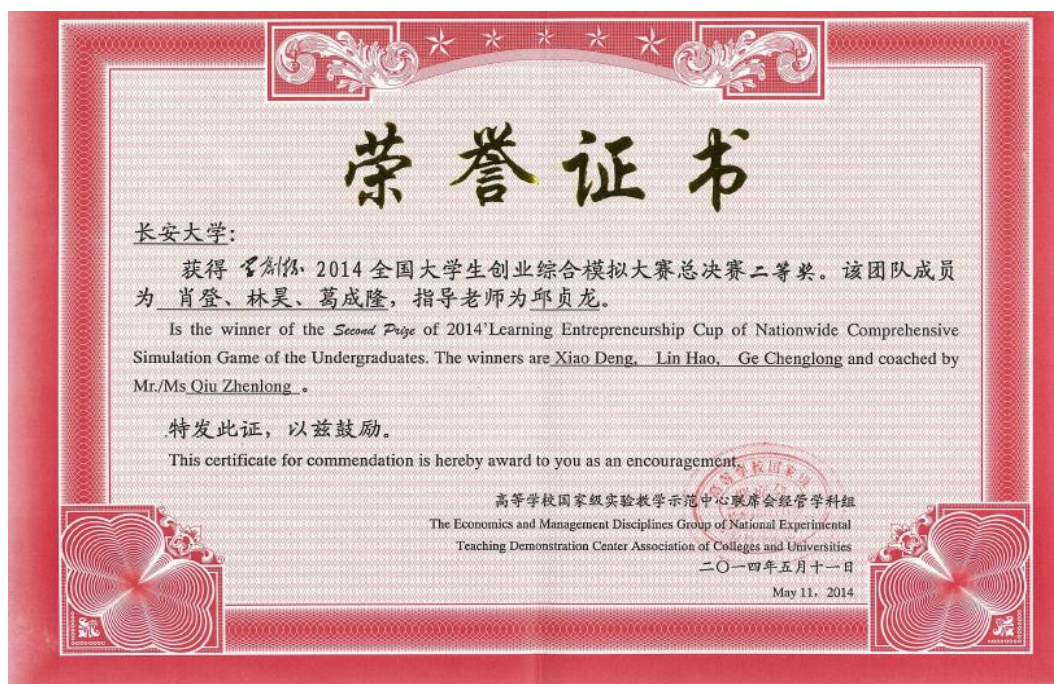 荣誉证书
长安大学:
获得 学创杯 2014 全国大学生创业综合模拟大赛总决赛二等奖。该团队成员
为 肖登、林昊、葛成隆，指导老师为邱贞龙。
Is the winner of the Second Prize of 2014'Learning Entrepreneurship Cup of Nationwide Comprehensive
Simulation Game of the Undergraduates. The winners are Xiao Deng, Lin Hao, Ge Chenglong and coached by
Mr./Ms Qiu Zhenlong 。
特发此证，以兹鼓励。
This certificate for commendation is hereby award to you as an encouragement.
高等学校国家级实验教学示范中心联席会经管学科组
The Economics and Management Disciplines Group of National Experimental
Teaching Demonstration Center Association of Colleges and Universities
二〇一四年五月十一日
May 11, 2014